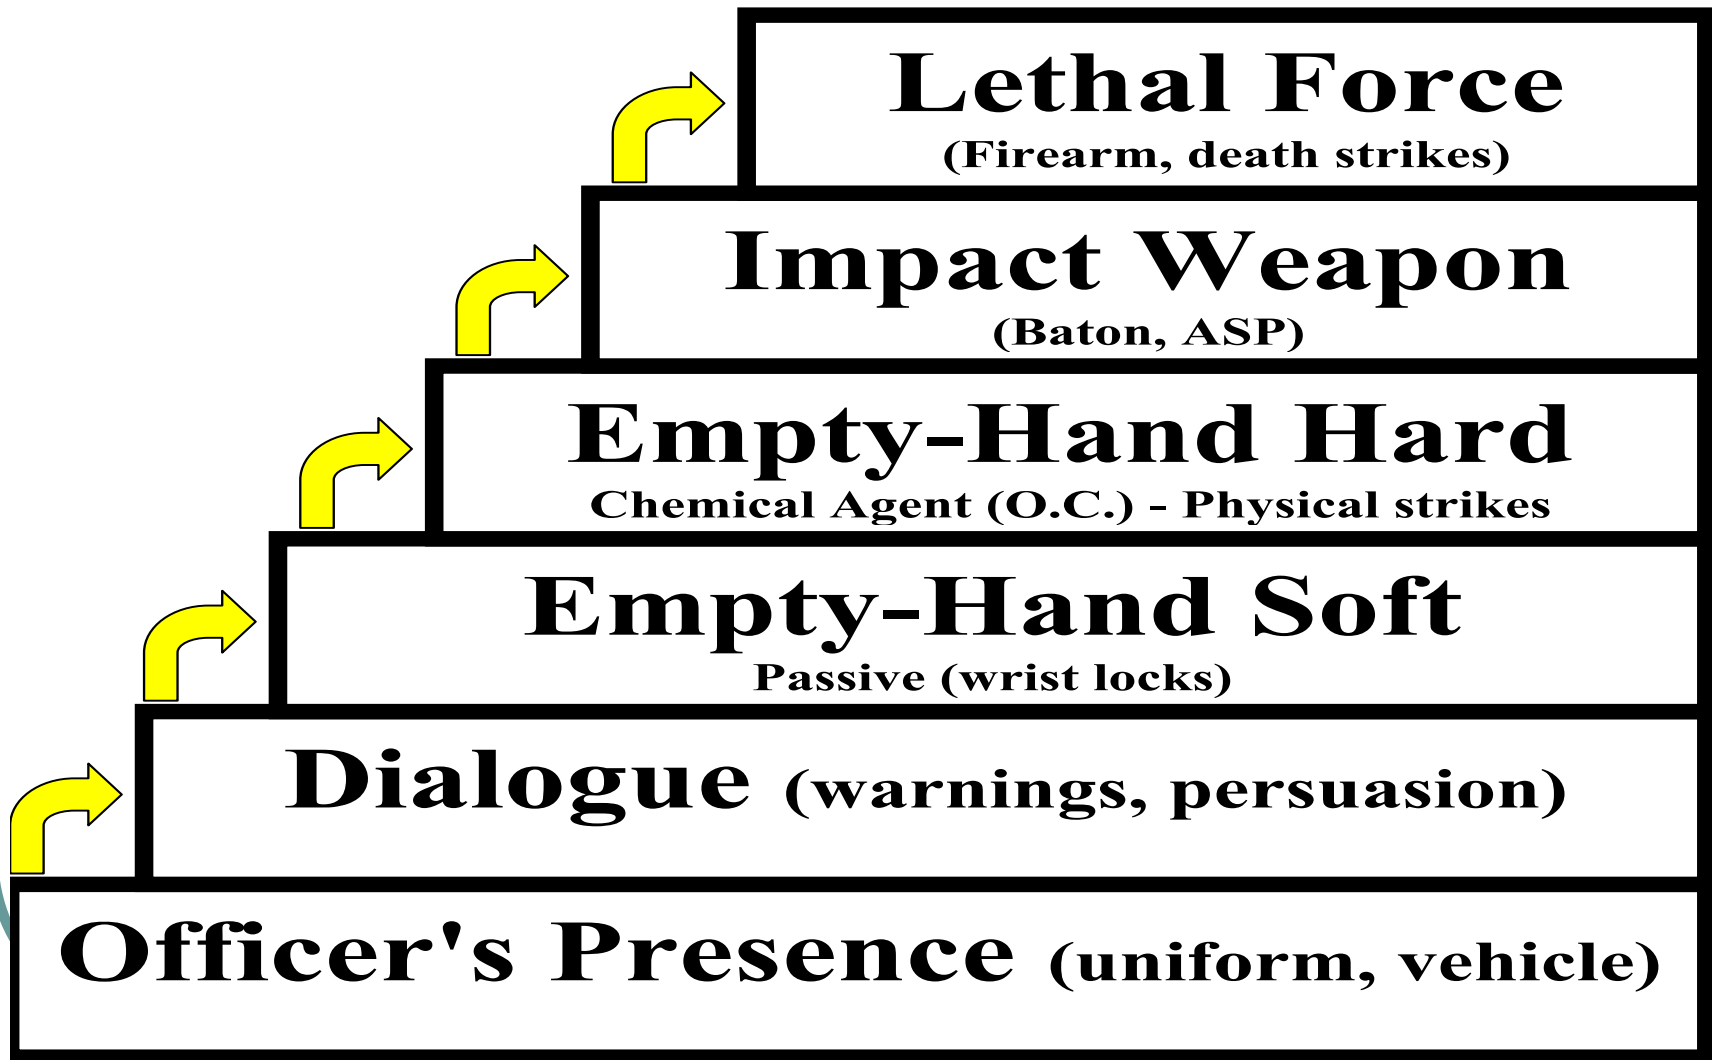 Lethal Force
(Firearm, death strikes)
Impact Weapon
(Baton, ASP)
Empty-Hand Hard
Chemical Agent (O.C.) - Physical strikes
Empty-Hand Soft
Passive (wrist locks)
Dialogue (warnings, persuasion)
Officer's Presence (uniform, vehicle)